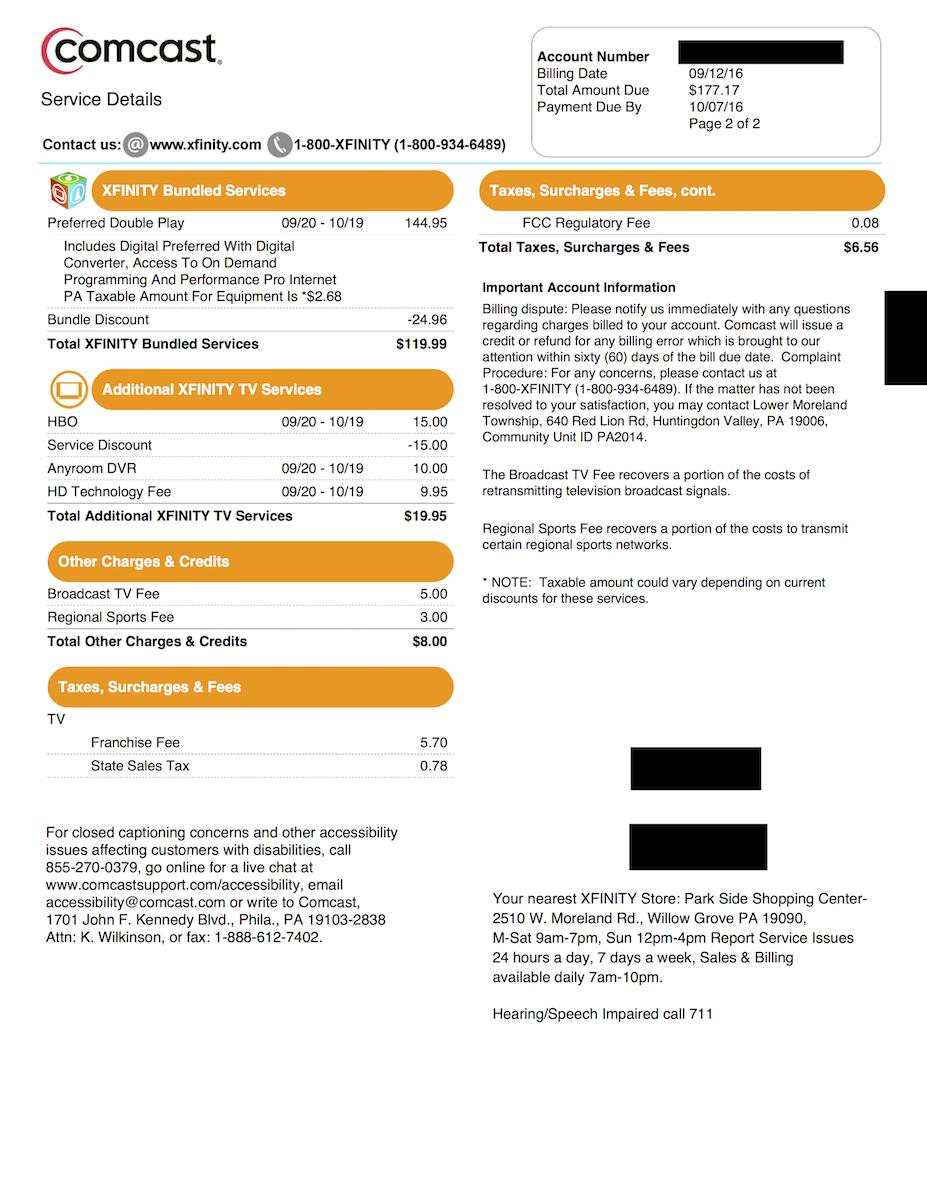 comcast.
Service Details
Contact us: @ www.xfinity.com 1-800-XFINITY (1-800-934-6489)
Account Number
Billing Date 09/12/16
Total Amount Due $177.17
Payment Due By 10/07/16
Page 2 of 2
XFINITY Bundled Services
Preferred Double Play 09/20 - 10/19 144.95
Includes Digital Preferred With Digital
Converter, Access To On Demand
Programming And Performance Pro Internet
PA Taxable Amount For Equipment Is *$2.68
Bundle Discount -24.96
Total XFINITY Bundled Services $119.99
Additional XFINITY TV Services
HBO 09/20 - 10/19 15.00
Service Discount -15.00
Anyroom DVR 09/20 - 10/19 10.00
HD Technology Fee 09/20 - 10/19 9.95
Total Additional XFINITY TV Services $19.95
Other Charges & Credits
Broadcast TV Fee 5.00
Regional Sports Fee 3.00
Total Other Charges & Credits $8.00
Taxes, Surcharges & Fees
TV
Franchise Fee 5.70
State Sales Tax 0.78
For closed captioning concerns and other accessibility
issues affecting customers with disabilities, call
855-270-0379, go online for a live chat at
www.comcastsupport.com/accessibility, email
accessibility@comcast.com or write to Comcast,
1701 John F. Kennedy Blvd., Phila., PA 19103-2838
Attn: K. Wilkinson, or fax: 1-888-612-7402.
Taxes, Surcharges & Fees, cont.
FCC Regulatory Fee 0.08
Total Taxes, Surcharges & Fees $6.56
Important Account Information
Billing dispute: Please notify us immediately with any questions
regarding charges billed to your account. Comcast will issue a
credit or refund for any billing error which is brought to our
attention within sixty (60) days of the bill due date. Complaint
Procedure: For any concerns, please contact us at
1-800-XFINITY (1-800-934-6489). If the matter has not been
resolved to your satisfaction, you may contact Lower Moreland
Township, 640 Red Lion Rd, Huntingdon Valley, PA 19006,
Community Unit ID PA2014.
The Broadcast TV Fee recovers a portion of the costs of
retransmitting television broadcast signals.
Regional Sports Fee recovers a portion of the costs to transmit
certain regional sports networks.
* NOTE: Taxable amount could vary depending on current
discounts for these services.
Your nearest XFINITY Store: Park Side Shopping Center-
2510 W. Moreland Rd., Willow Grove PA 19090,
M-Sat 9am-7pm, Sun 12pm-4pm Report Service Issues
24 hours a day, 7 days a week, Sales & Billing
available daily 7am-10pm.
Hearing/Speech Impaired call 711